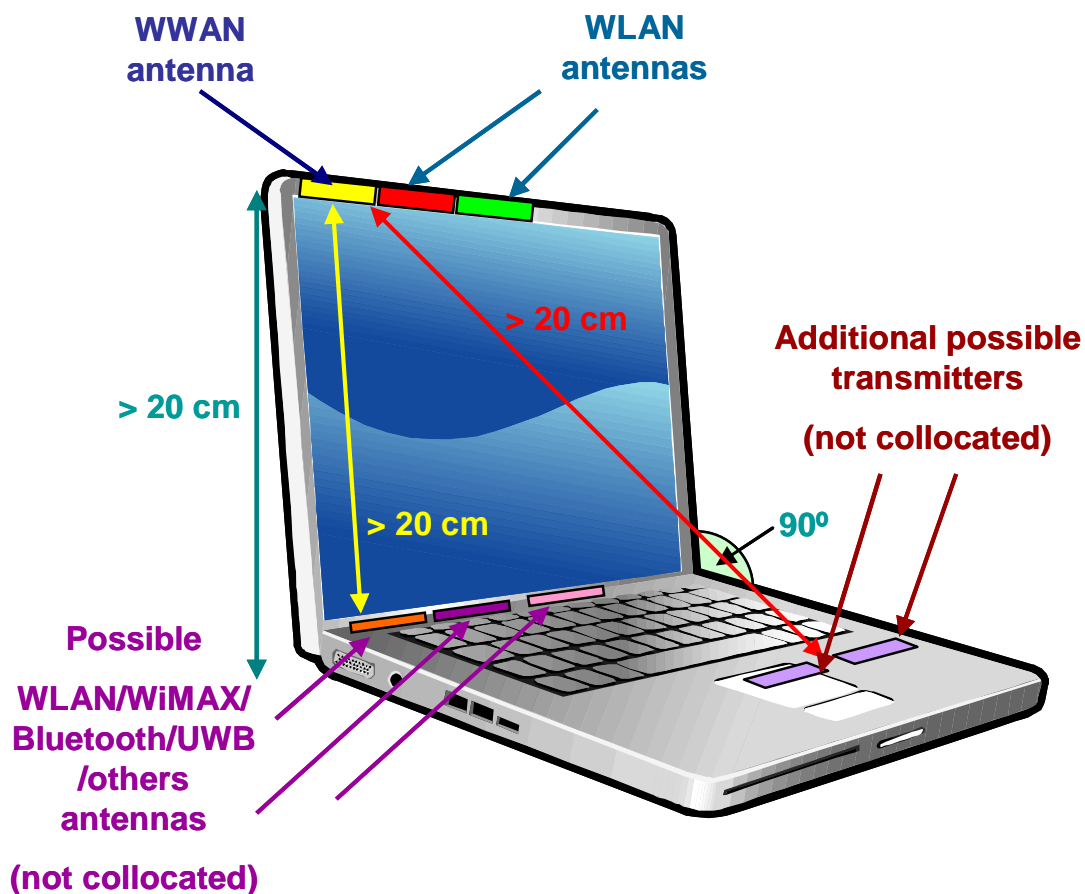 WWAN
antenna
WLAN
antennas
> 20 cm
Additional possible
transmitters
(not collocated)
> 20 cm
> 20 cm
90º
Possible
WLAN/WiMAX/
Bluetooth/UWB
/others
antennas
(not collocated)